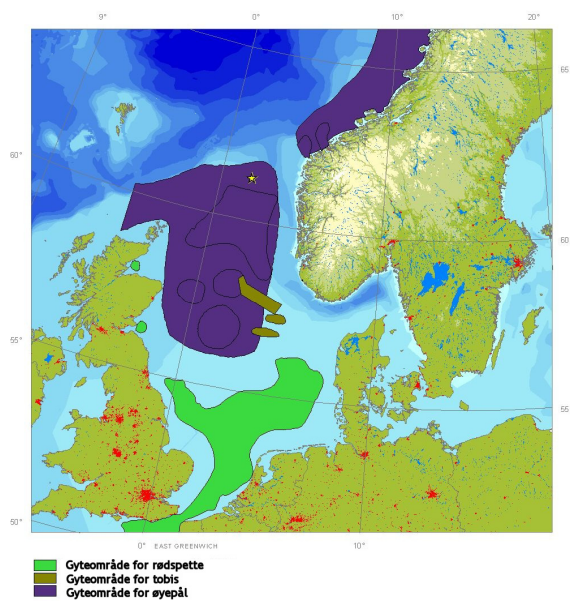 9° 0° 10° 20°
65
60°
60
55°
55
50°
0° EAST GREENWICH 10°
Gyteområde for rødspette
Gyteområde for tobis
Gyteområde for øyepål